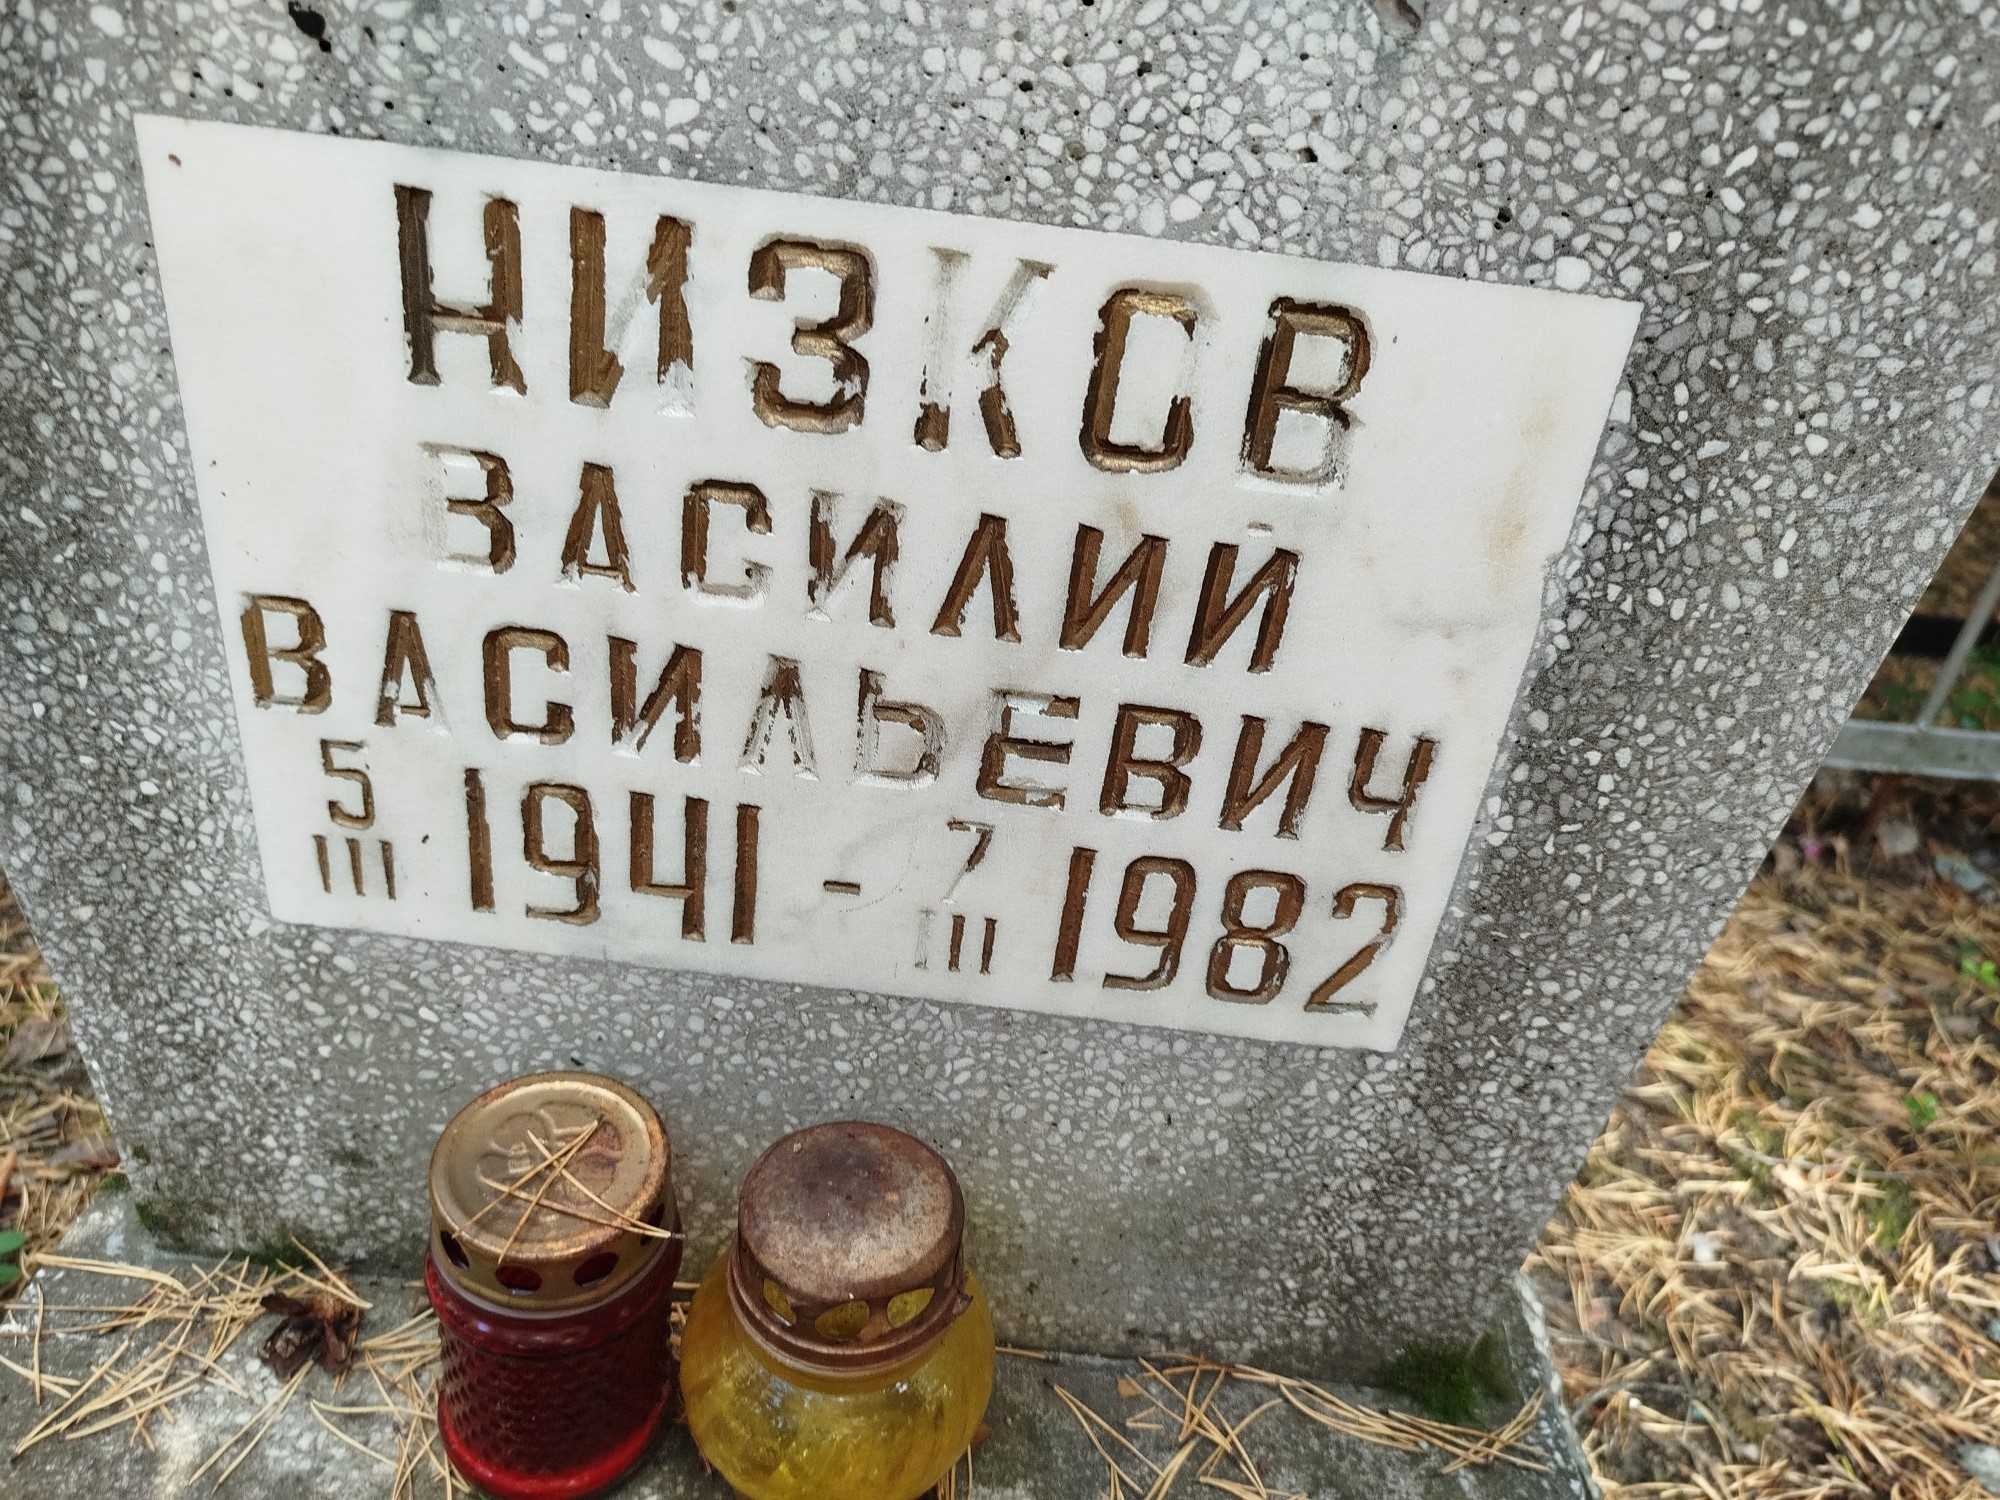 НИЗКОВ
ВАСИЛИЙ
ВАСИЛЬЕВИЧ
5 III 1941 - 7 III 1982